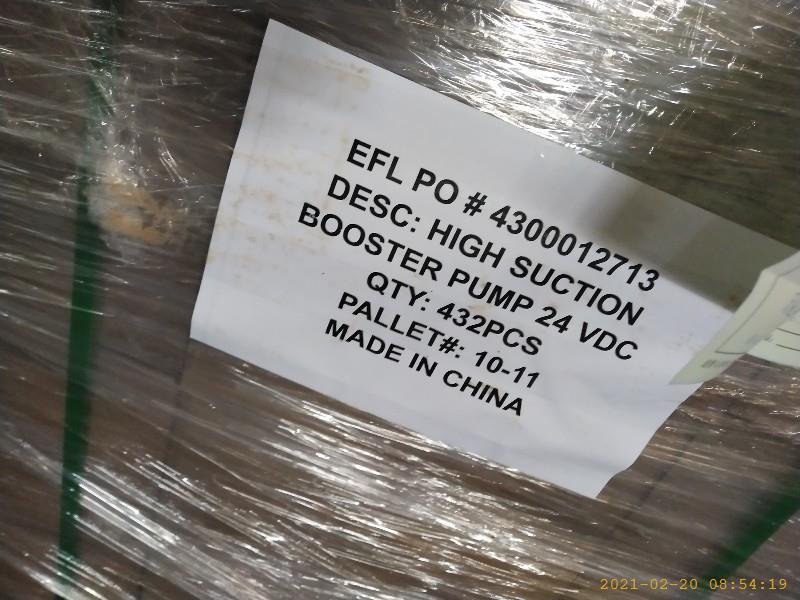 EFL PO # 4300012713
DESC: HIGH SUCTION
BOOSTER PUMP 24 VDC
QTY: 432PCS
PALLET#: 10-11
MADE IN CHINA
2021-02-20 08:54:19